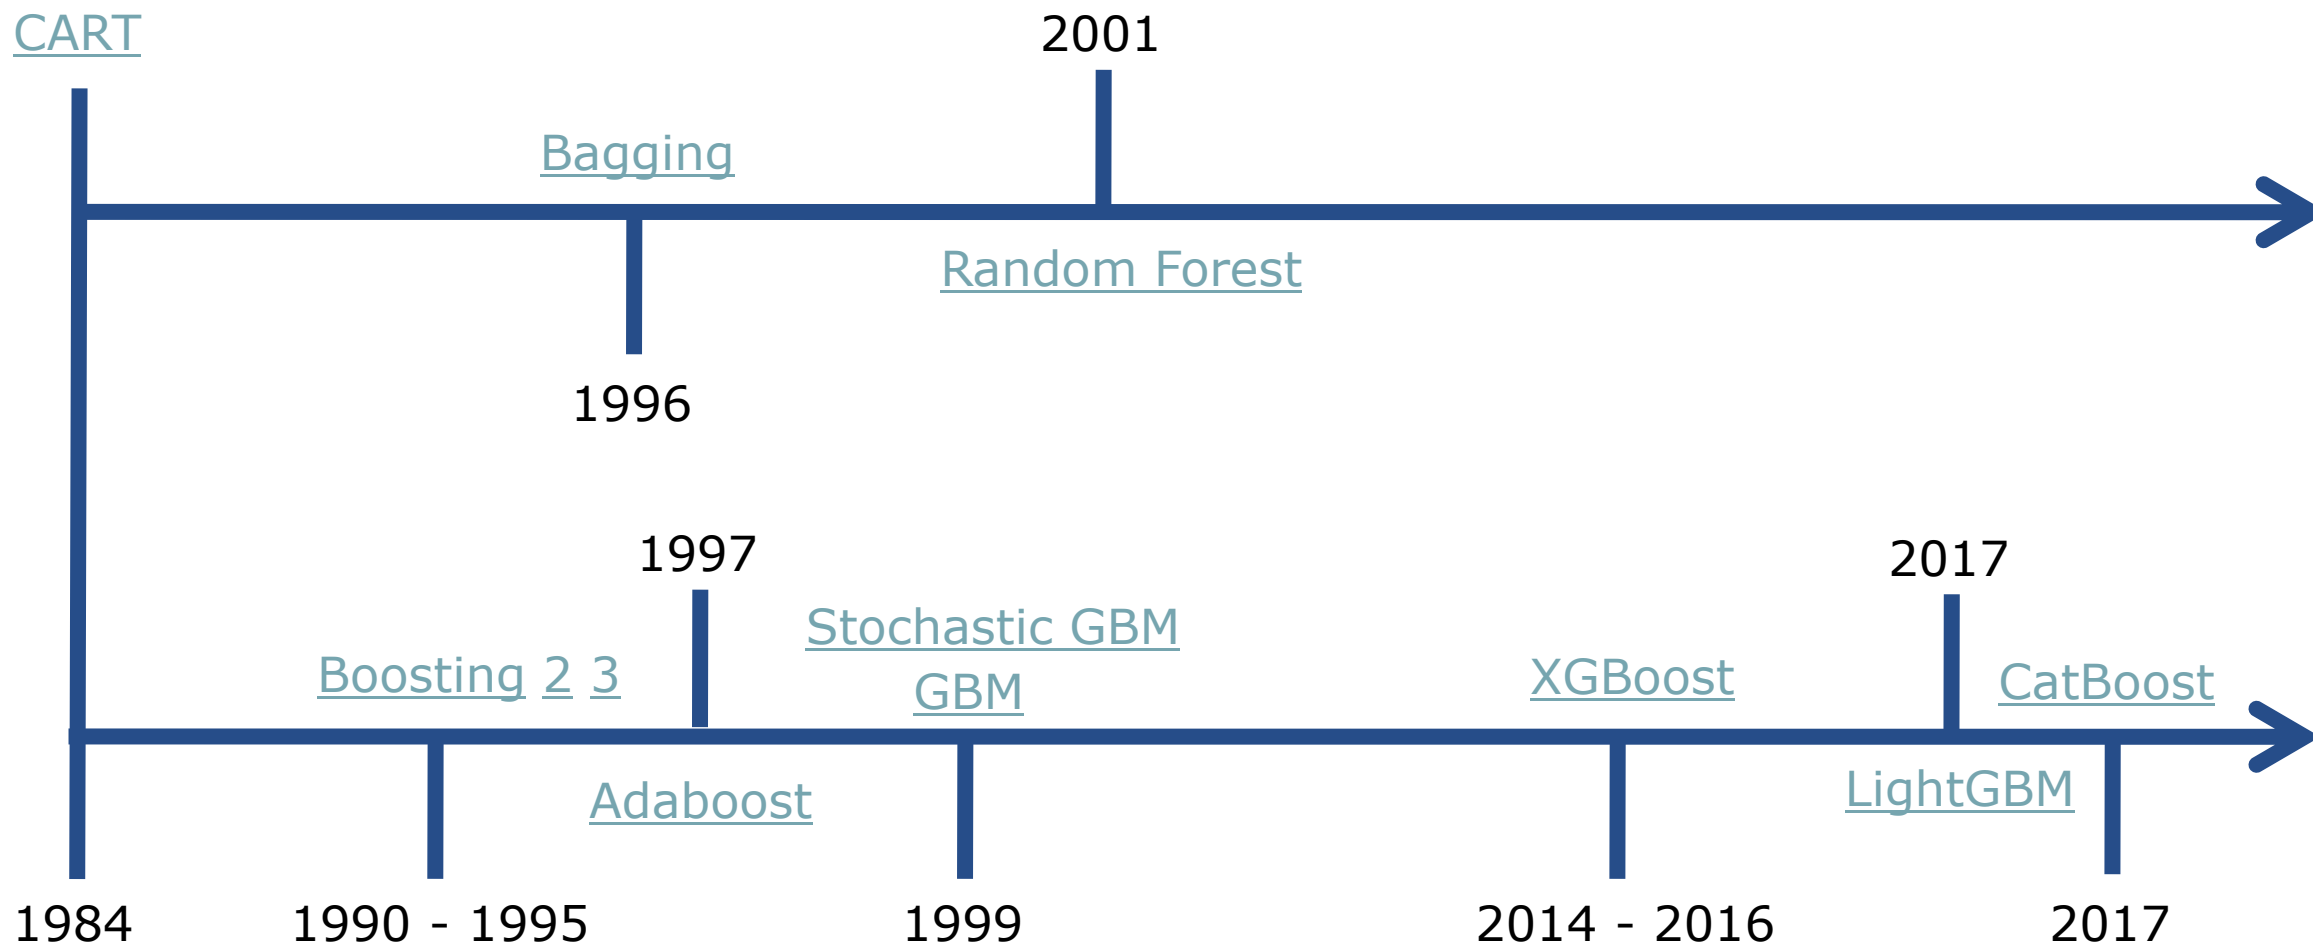 CART
2001
Bagging
Random Forest
1996
1997
2017
Stochastic GBM
GBM
Boosting 2 3
XGBoost
CatBoost
Adaboost
LightGBM
1984
1990 - 1995
1999
2014 - 2016
2017